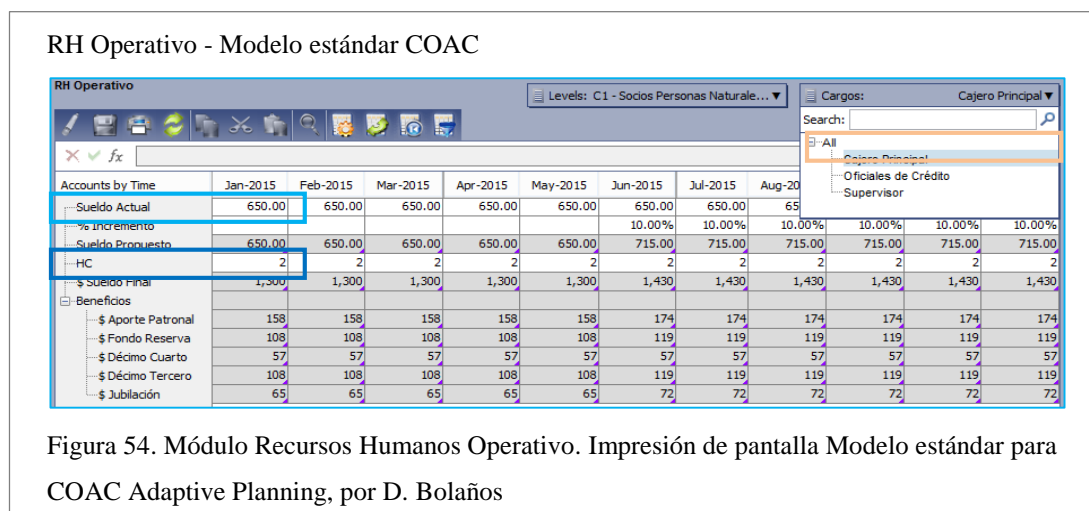 RH Operativo - Modelo estándar COAC
RH Operativo
Levels: C1 - Socios Personas Naturale... ▼
Cargos: Cajero Principal ▼
Search:
All
Cajero Principal
Oficiales de Crédito
Supervisor
fx
Accounts by Time Jan-2015 Feb-2015 Mar-2015 Apr-2015 May-2015 Jun-2015 Jul-2015 Aug-20
Sueldo Actual 650.00 650.00 650.00 650.00 650.00 650.00 650.00 65
% Incremento 10.00% 10.00% 10.00% 10.00% 10.00% 10.00%
Sueldo Propuesto 650.00 650.00 650.00 650.00 650.00 715.00 715.00 715.00 715.00 715.00 715.00
HC 2 2 2 2 2 2 2 2 2 2 2
$ Sueldo Final 1,300 1,300 1,300 1,300 1,300 1,430 1,430 1,430 1,430 1,430 1,430
Beneficios
$ Aporte Patronal 158 158 158 158 158 174 174 174 174 174 174
$ Fondo Reserva 108 108 108 108 108 119 119 119 119 119 119
$ Décimo Cuarto 57 57 57 57 57 57 57 57 57 57 57
$ Décimo Tercero 108 108 108 108 108 119 119 119 119 119 119
$ Jubilación 65 65 65 65 65 72 72 72 72 72 72
Figura 54. Módulo Recursos Humanos Operativo. Impresión de pantalla Modelo estándar para
COAC Adaptive Planning, por D. Bolaños